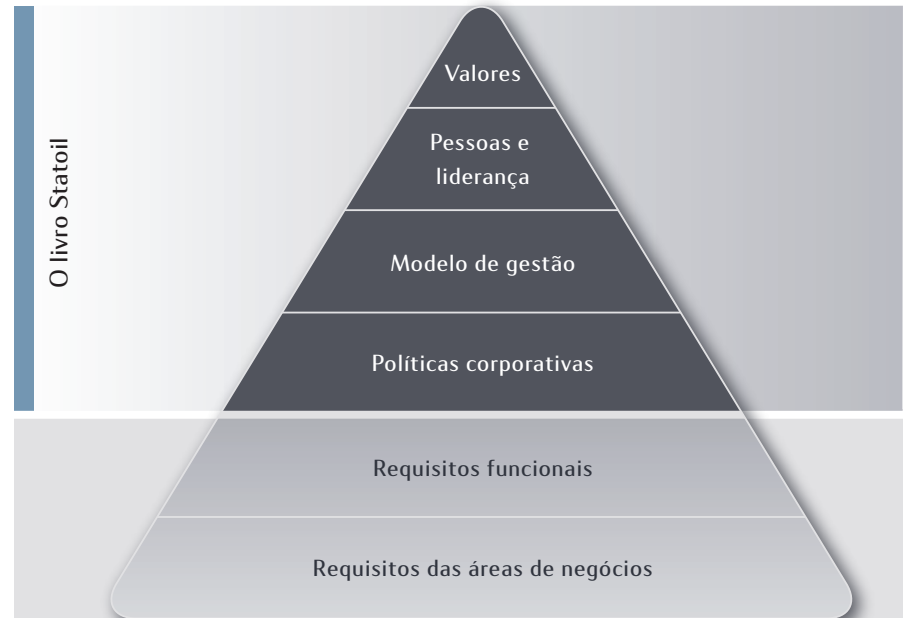 O livro Statoil
Valores
Pessoas e
liderança
Modelo de gestão
Políticas corporativas
Requisitos funcionais
Requisitos das áreas de negócios